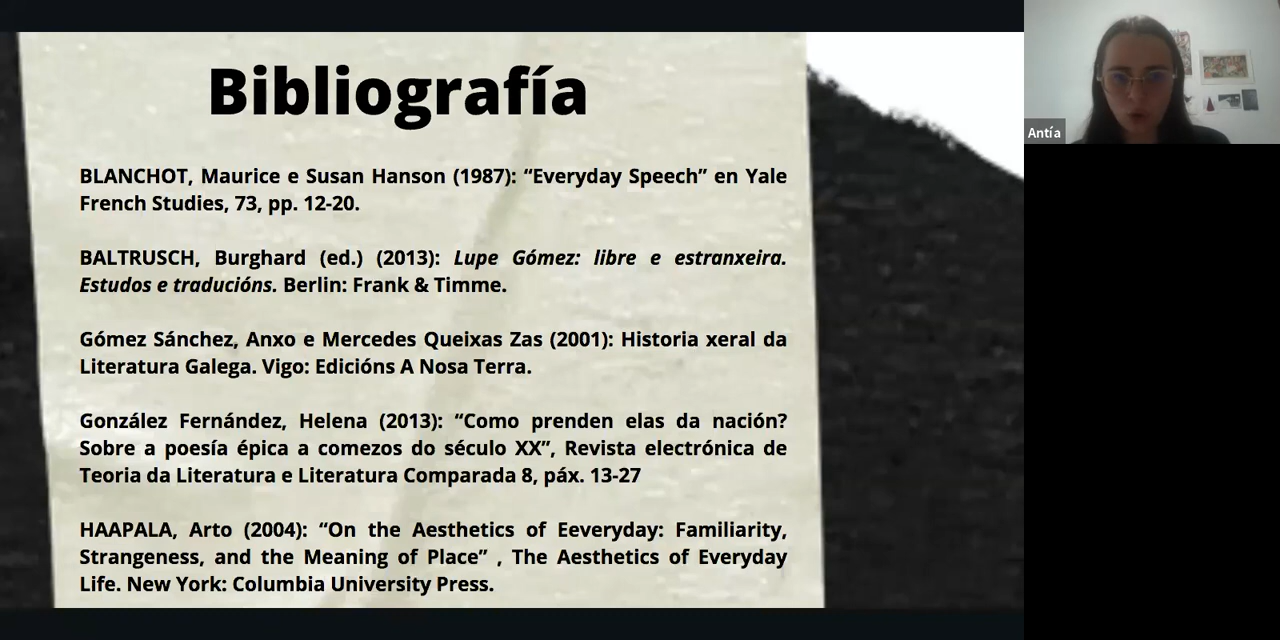 Bibliografía
BLANCHOT, Maurice e Susan Hanson (1987): “Everyday Speech” en Yale
French Studies, 73, pp. 12-20.
BALTRUSCH, Burghard (ed.) (2013): Lupe Gómez: libre e estranxeira.
Estudos e traducións. Berlin: Frank & Timme.
Gómez Sánchez, Anxo e Mercedes Queixas Zas (2001): Historia xeral da
Literatura Galega. Vigo: Edicións A Nosa Terra.
González Fernández, Helena (2013): “Como prenden elas da nación?
Sobre a poesía épica a comezos do século XX”, Revista electrónica de
Teoria da Literatura e Literatura Comparada 8, páx. 13-27
HAAPALA, Arto (2004): “On the Aesthetics of Eeveryday: Familiarity,
Strangeness, and the Meaning of Place” , The Aesthetics of Everyday
Life. New York: Columbia University Press.
Antía